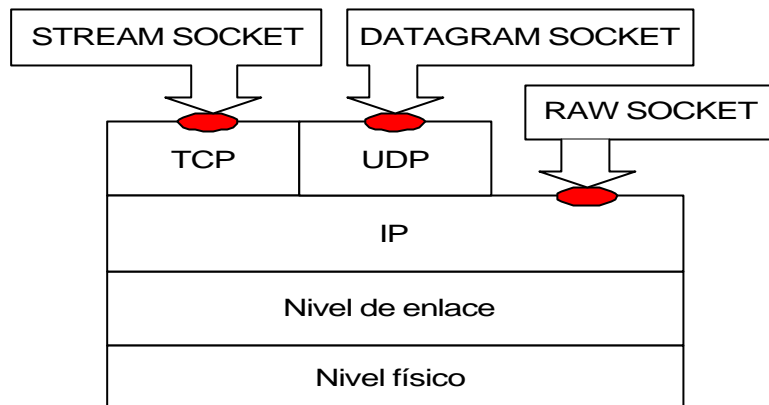 STREAM SOCKET
DATAGRAM SOCKET
RAW SOCKET
TCP
UDP
IP
Nivel de enlace
Nivel físico